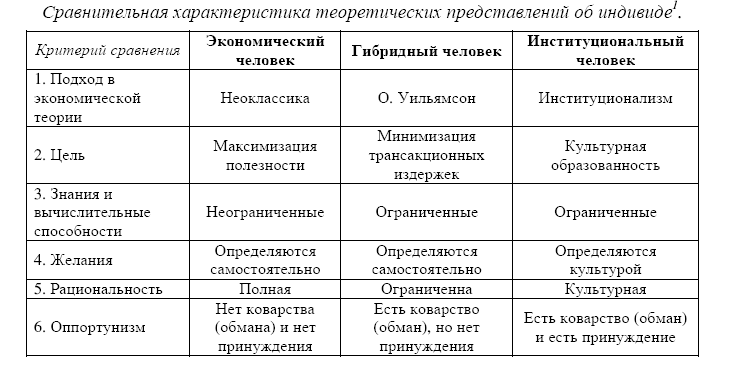 Сравнительная характеристика теоретических представлений об индивиде¹.
Критерий сравнения
Экономический
человек
Гибридный человек
Институциональный
человек
1. Подход в
экономической
теории
Неоклассика
О. Уильямсон
Институционализм
2. Цель
Максимизация
полезности
Минимизация
трансакционных
издержек
Культурная
образованность
3. Знания и
вычислительные
способности
Неограниченные
Ограниченные
Ограниченные
4. Желания
Определяются
самостоятельно
Определяются
самостоятельно
Определяются
культурой
5. Рациональность
Полная
Ограниченна
Культурная
6. Оппортунизм
Нет коварства
(обмана) и нет
принуждения
Есть коварство
(обман), но нет
принуждения
Есть коварство (обман)
и есть принуждение